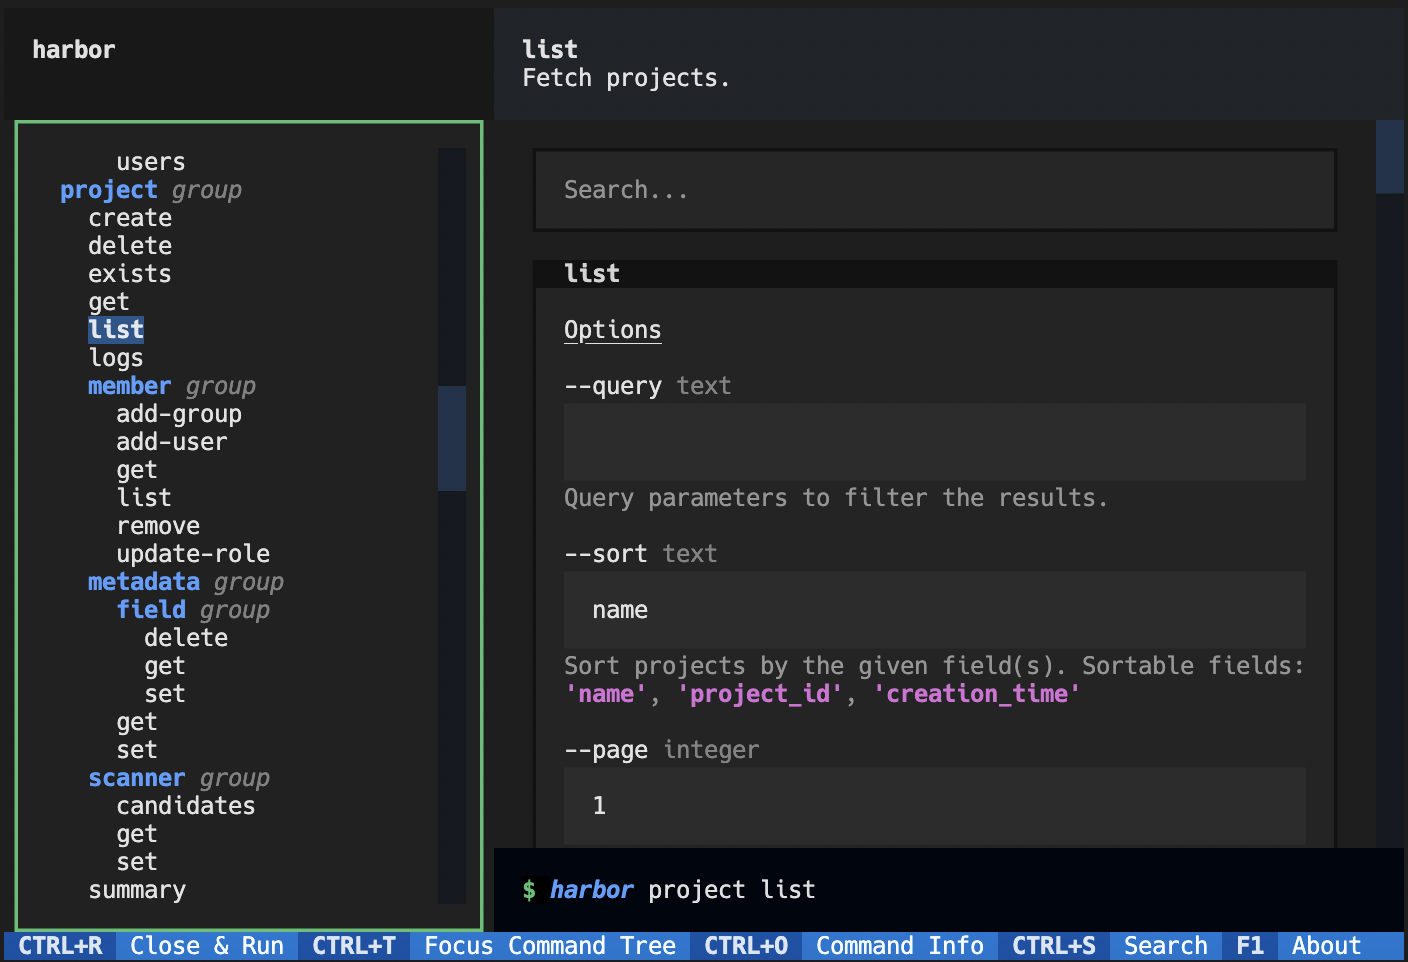 harbor
users
project group
create
delete
exists
get
list
logs
member group
add-group
add-user
get
list
remove
update-role
metadata group
field group
delete
get
set
get
set
scanner group
candidates
get
set
summary
list
Fetch projects.
Search...
list
Options
--query text
Query parameters to filter the results.
--sort text
name
Sort projects by the given field(s). Sortable fields:
'name', 'project_id', 'creation_time'
--page integer
1
$ harbor project list
CTRL+R Close & Run CTRL+T Focus Command Tree CTRL+O Command Info CTRL+S Search F1 About